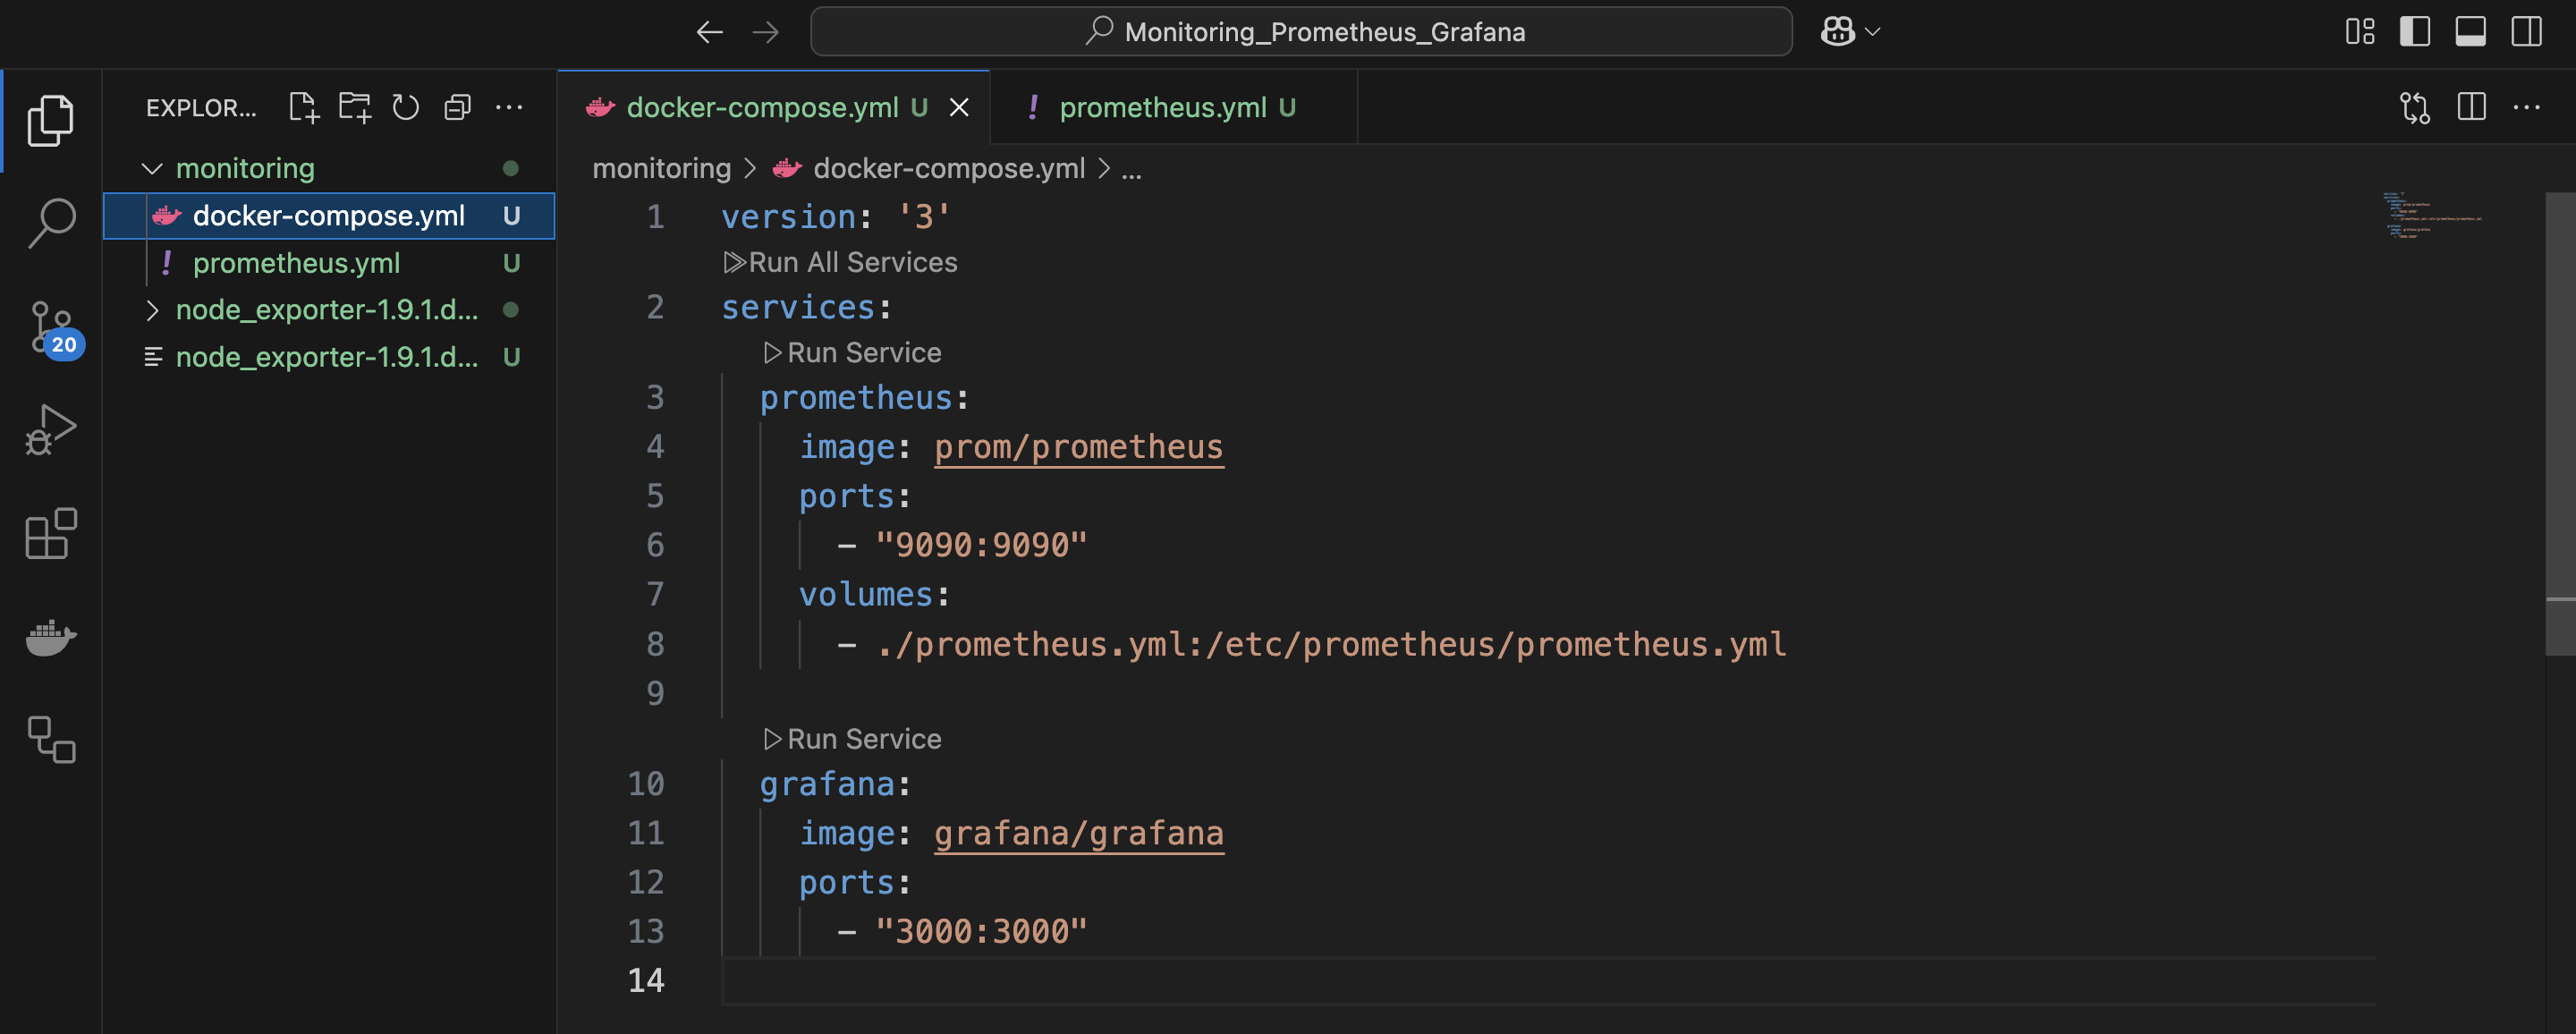 Monitoring_Prometheus_Grafana
EXPLOR...
docker-compose.yml U
! prometheus.yml U
monitoring
docker-compose.yml U
! prometheus.yml U
node_exporter-1.9.1.d...
node_exporter-1.9.1.d... U
20
monitoring > docker-compose.yml > ...
1 version: '3'
Run All Services
2 services:
Run Service
3 prometheus:
4 image: prom/prometheus
5 ports:
6 - "9090:9090"
7 volumes:
8 - ./prometheus.yml:/etc/prometheus/prometheus.yml
9
Run Service
10 grafana:
11 image: grafana/grafana
12 ports:
13 - "3000:3000"
14